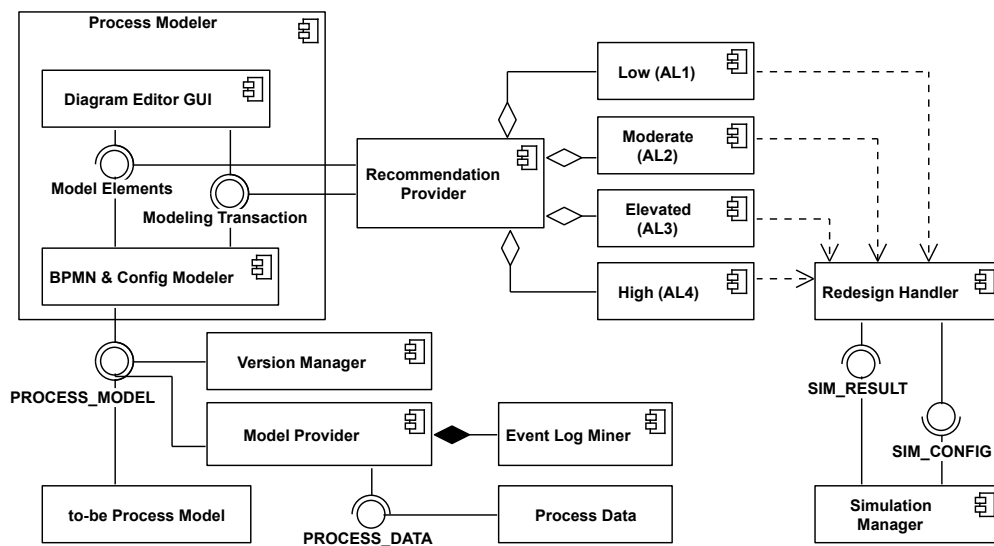 Process Modeler
Diagram Editor GUI
Model Elements
Modeling Transaction
BPMN & Config Modeler
Recommendation
Provider
Low (AL1)
Moderate
(AL2)
Elevated
(AL3)
High (AL4)
Redesign Handler
PROCESS_MODEL
Version Manager
Model Provider
Event Log Miner
SIM_RESULT
SIM_CONFIG
to-be Process Model
PROCESS_DATA
Process Data
Simulation
Manager